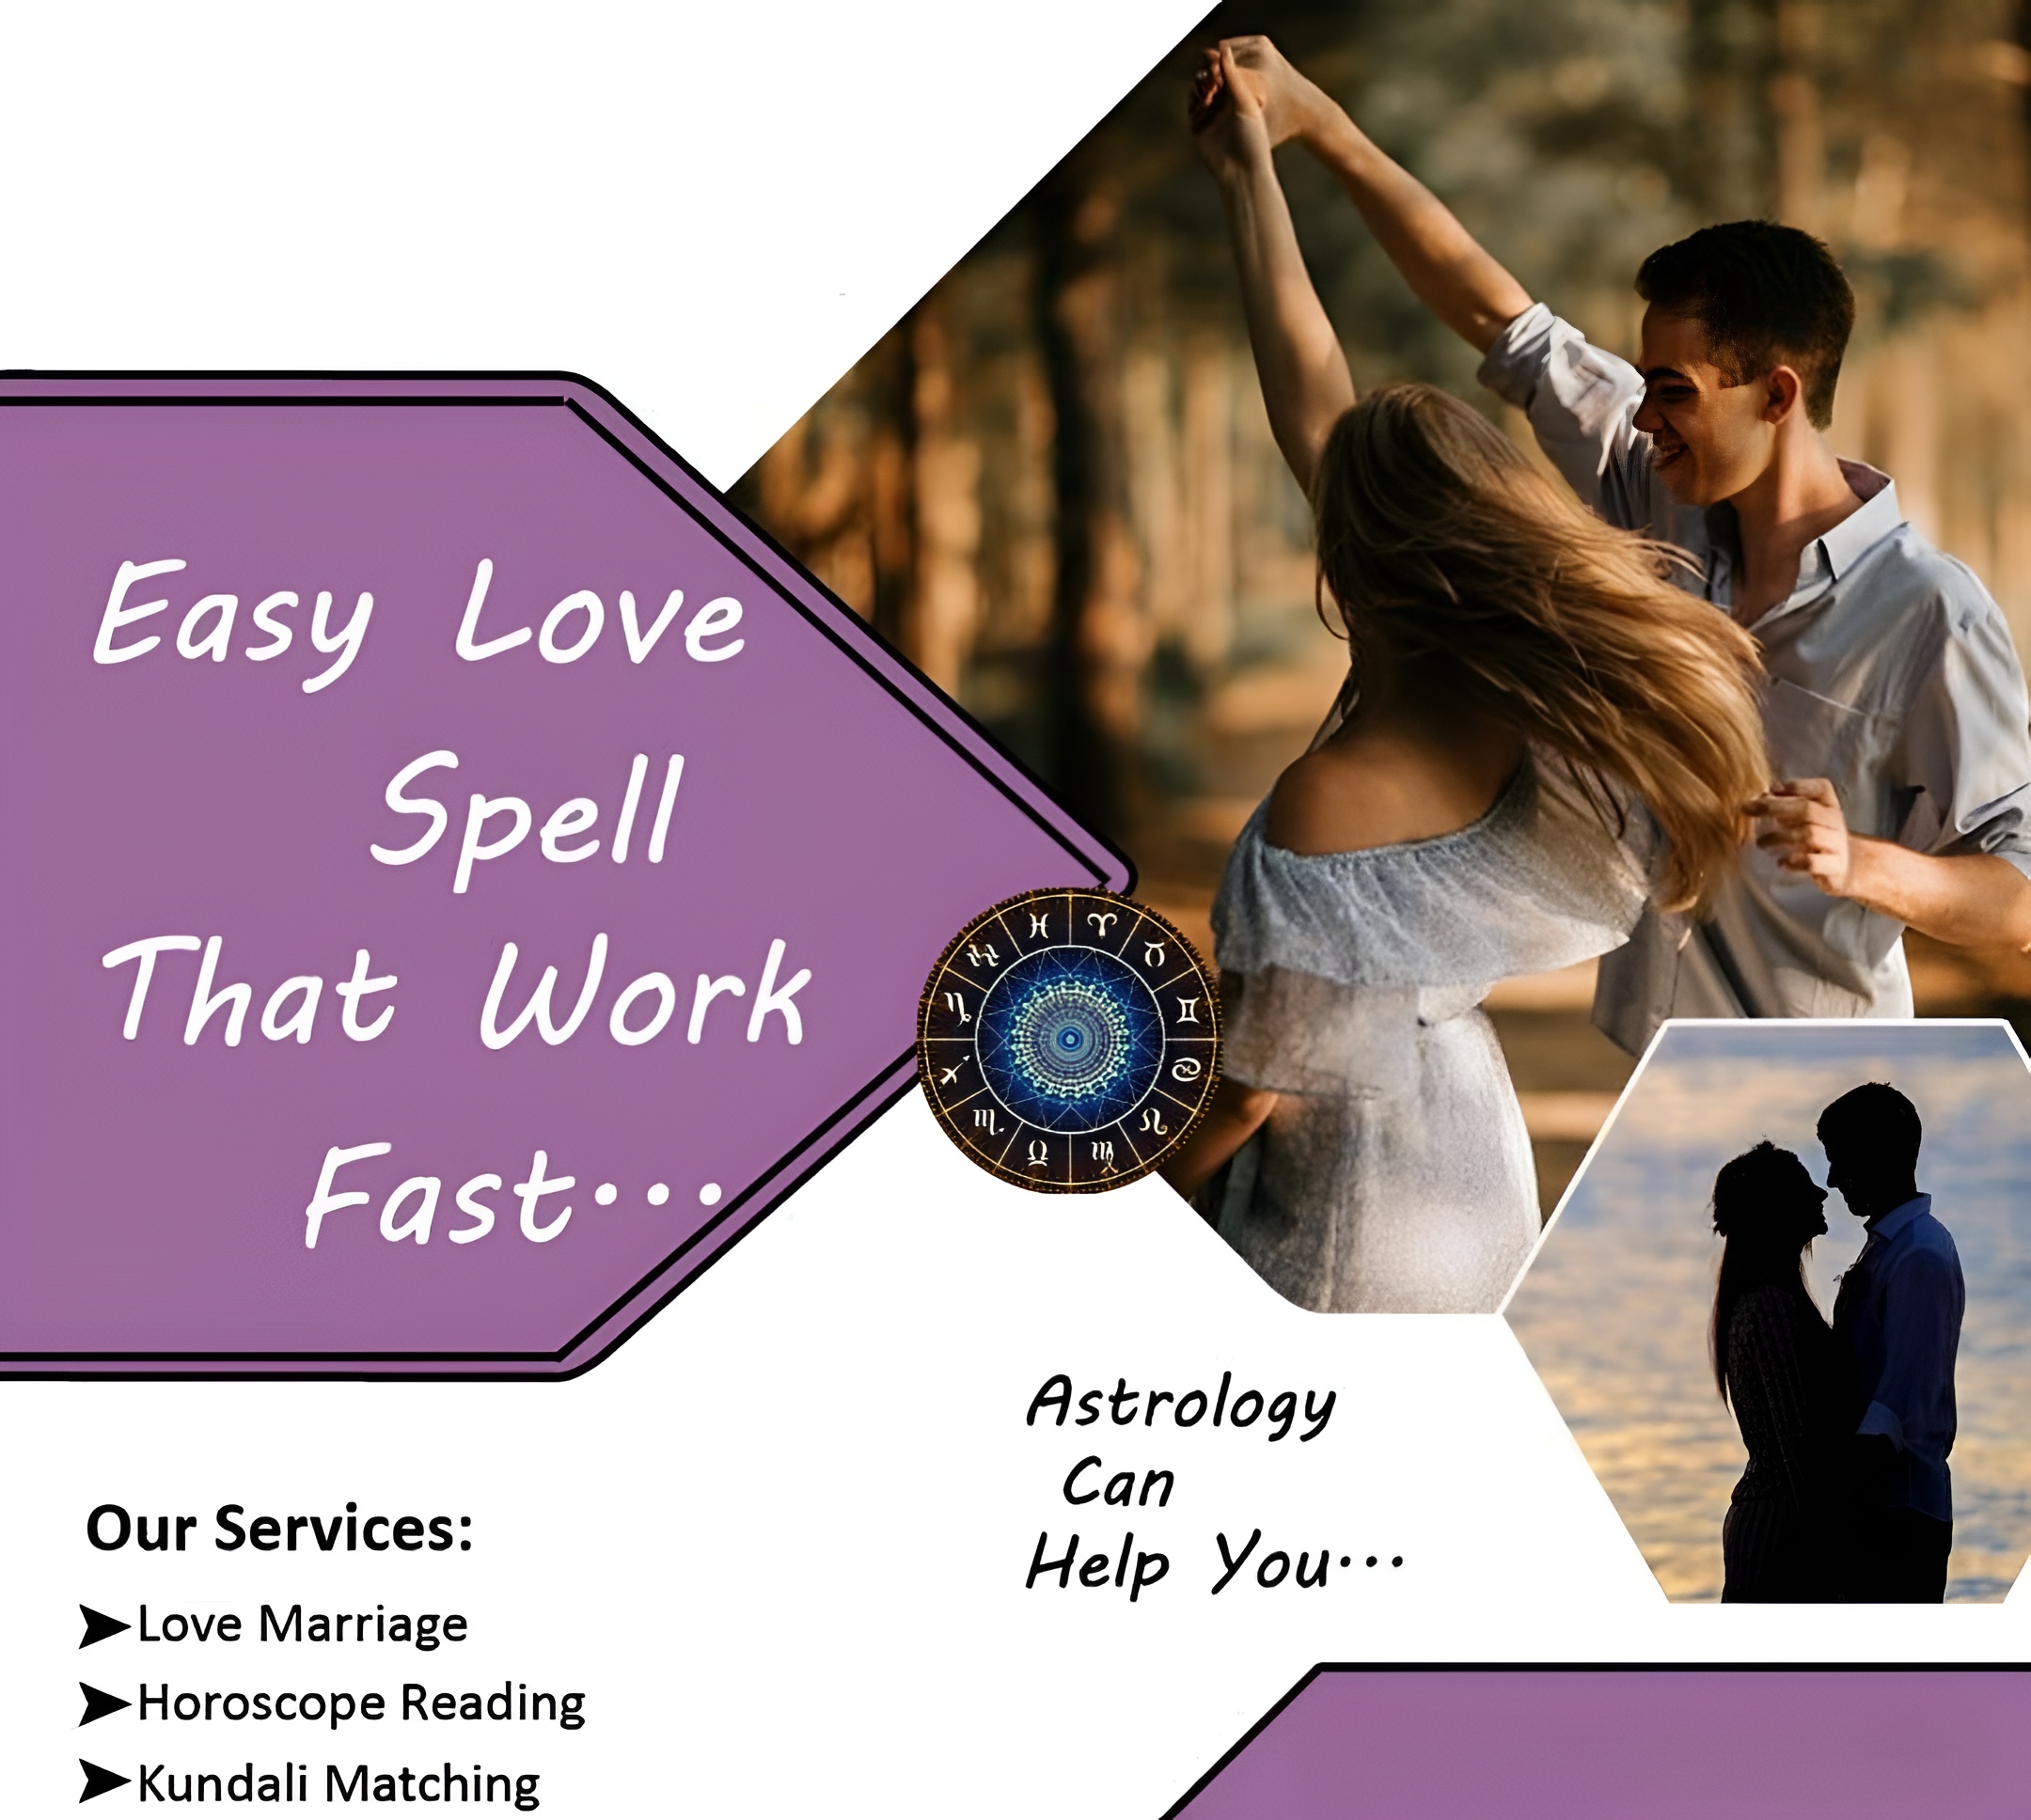 Easy Love
Spell
That Work
Fast...
Astrology
Can
Help You...
Our Services:
➤Love Marriage
➤Horoscope Reading
➤Kundali Matching